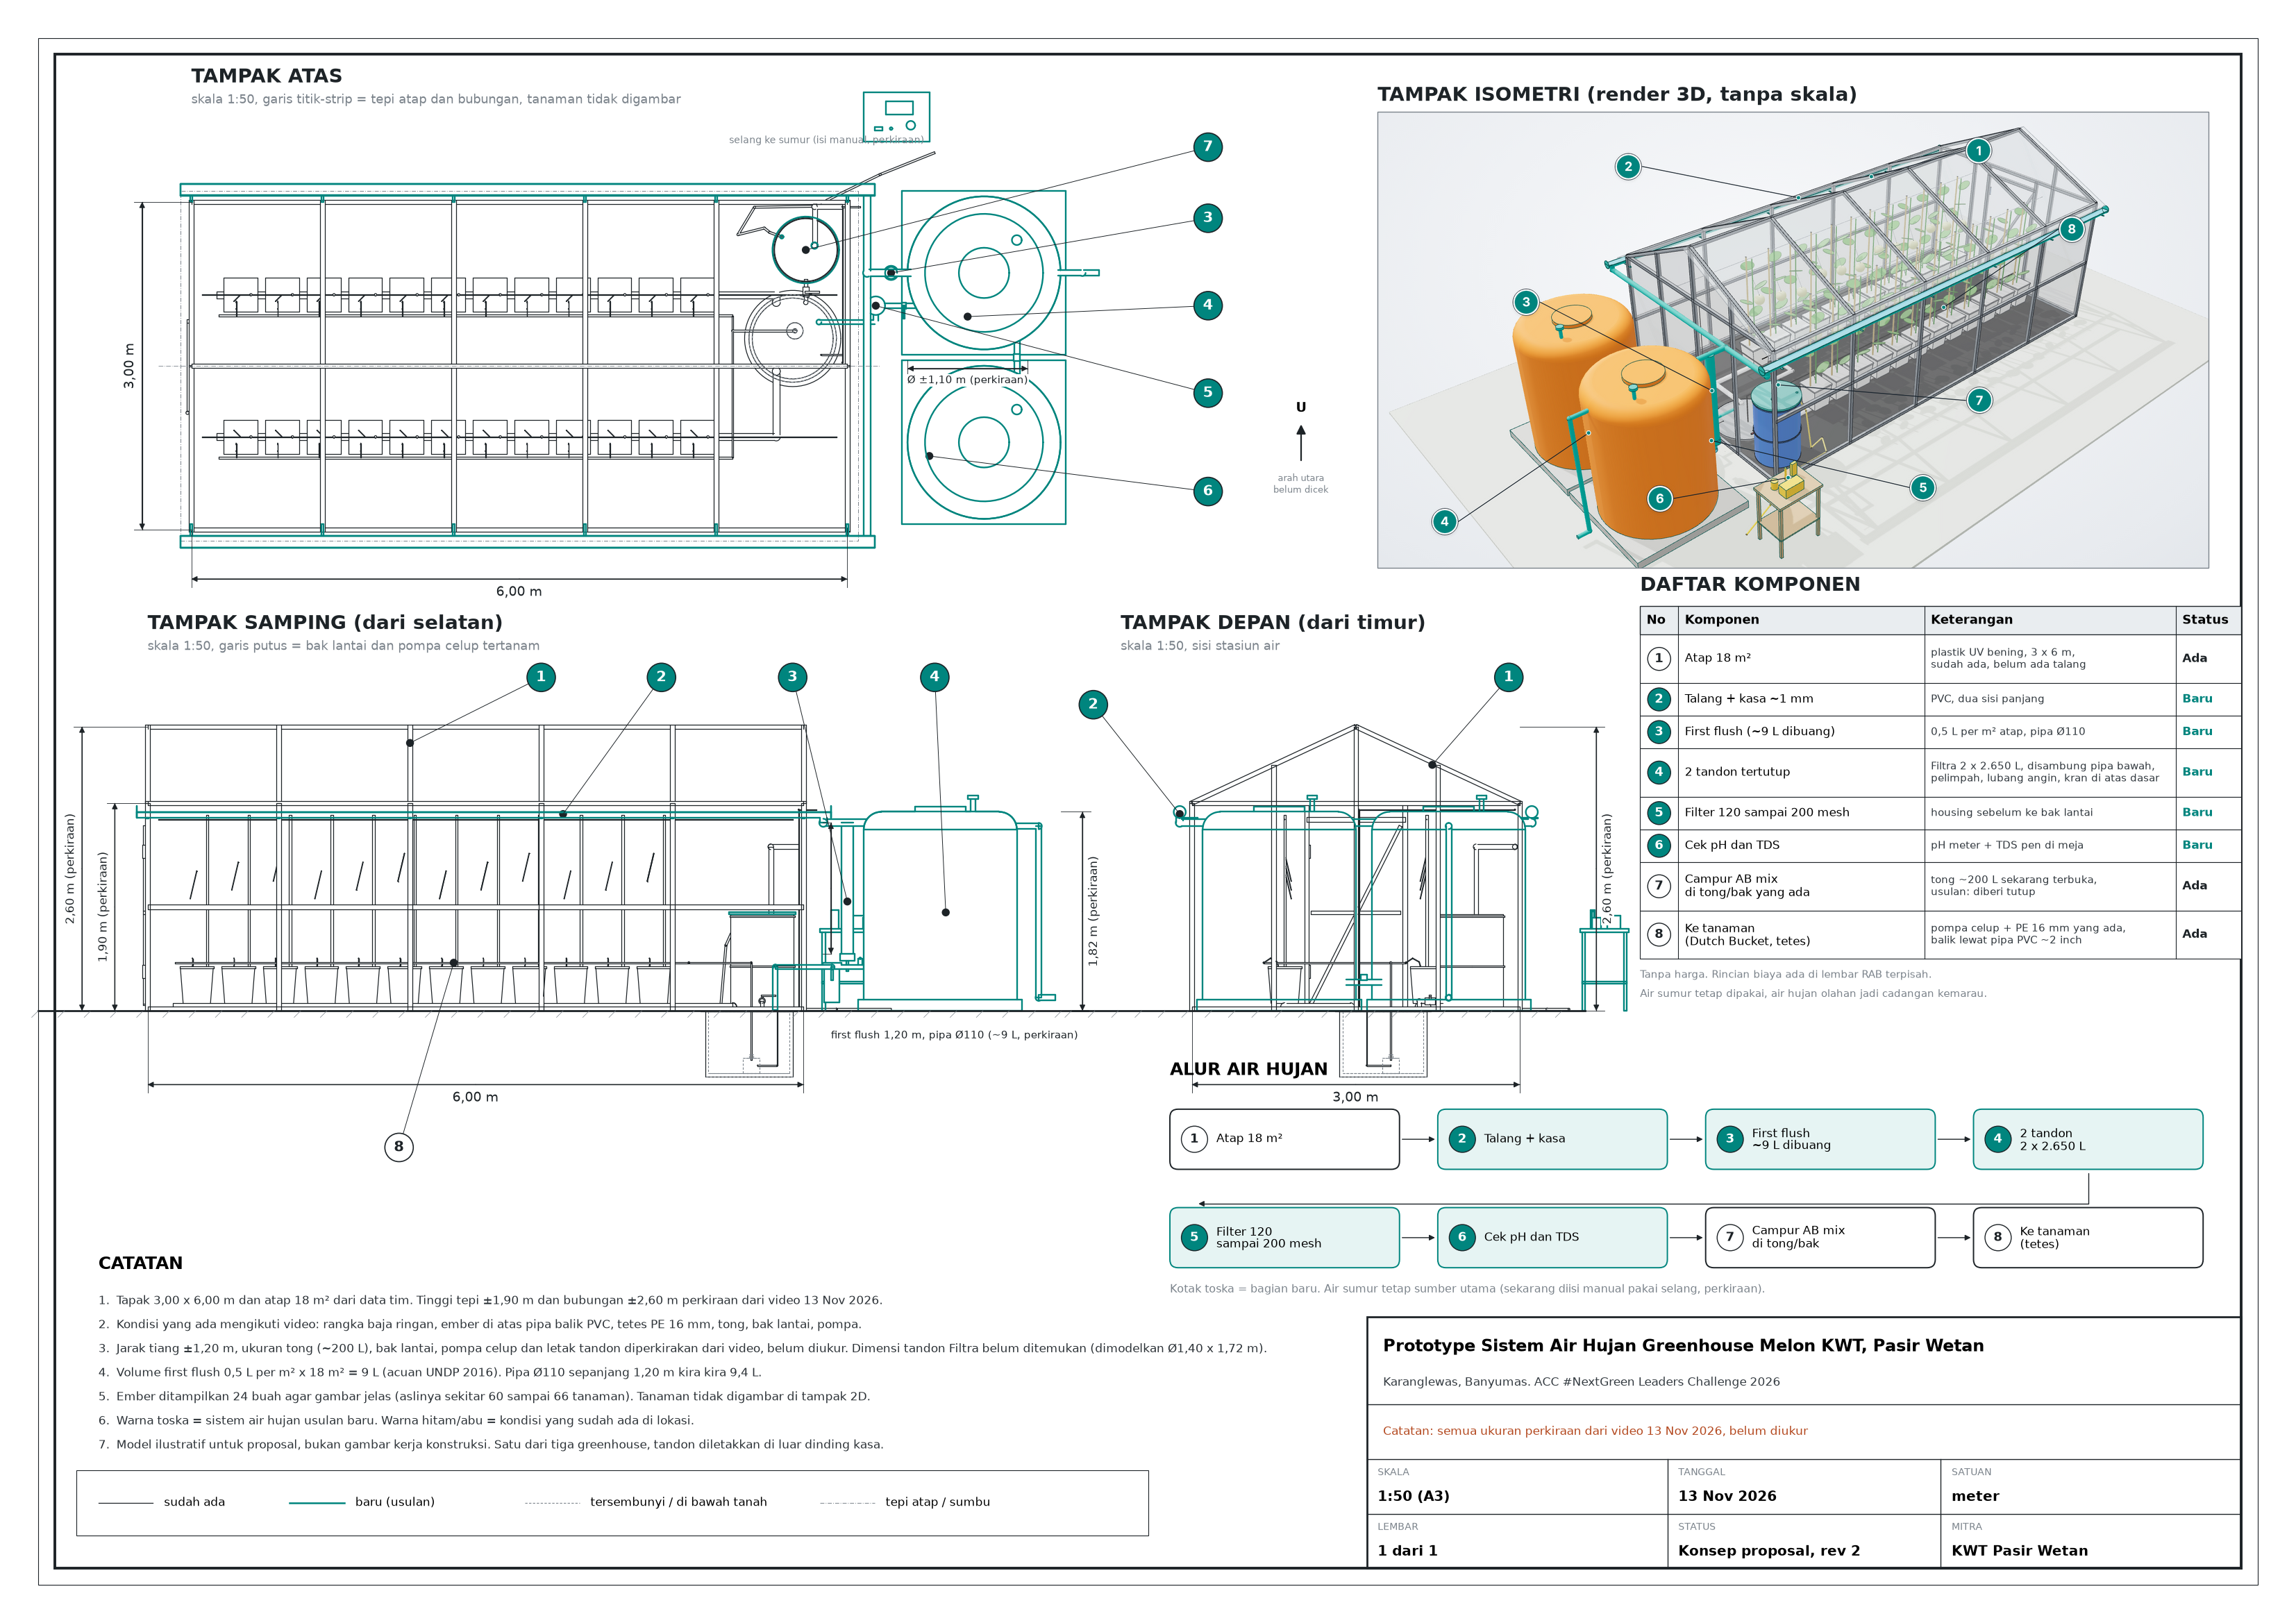 TAMPAK ATAS
skala 1:50, garis titik-strip = tepi atap dan bubungan, tanaman tidak digambar
selang ke sumur (isi manual, perkiraan)
7
3
4
5
6
Ø ±1,10 m (perkiraan)
3,00 m
6,00 m
U
arah utara
belum dicek
TAMPAK ISOMETRI (render 3D, tanpa skala)
1
2
8
3
7
6
5
4
TAMPAK SAMPING (dari selatan)
skala 1:50, garis putus = bak lantai dan pompa celup tertanam
1
2
3
4
2,60 m (perkiraan)
1,90 m (perkiraan)
1,82 m (perkiraan)
first flush 1,20 m, pipa Ø110 (~9 L, perkiraan)
6,00 m
8
TAMPAK DEPAN (dari timur)
skala 1:50, sisi stasiun air
2
1
2,60 m (perkiraan)
3,00 m
DAFTAR KOMPONEN
No Komponen Keterangan Status
1 Atap 18 m² plastik UV bening, 3 x 6 m, Ada
sudah ada, belum ada talang
2 Talang + kasa ~1 mm PVC, dua sisi panjang Baru
3 First flush (~9 L dibuang) 0,5 L per m² atap, pipa Ø110 Baru
4 2 tandon tertutup Filtra 2 x 2.650 L, disambung pipa bawah, Baru
pelimpah, lubang angin, kran di atas dasar
5 Filter 120 sampai 200 mesh housing sebelum ke bak lantai Baru
6 Cek pH dan TDS pH meter + TDS pen di meja Baru
7 Campur AB mix tong ~200 L sekarang terbuka, Ada
di tong/bak yang ada usulan: diberi tutup
8 Ke tanaman pompa celup + PE 16 mm yang ada, Ada
(Dutch Bucket, tetes) balik lewat pipa PVC ~2 inch
Tanpa harga. Rincian biaya ada di lembar RAB terpisah.
Air sumur tetap dipakai, air hujan olahan jadi cadangan kemarau.
ALUR AIR HUJAN
1 Atap 18 m²
2 Talang + kasa
3 First flush
~9 L dibuang
4 2 tandon
2 x 2.650 L
5 Filter 120
sampai 200 mesh
6 Cek pH dan TDS
7 Campur AB mix
di tong/bak
8 Ke tanaman
(tetes)
Kotak toska = bagian baru. Air sumur tetap sumber utama (sekarang diisi manual pakai selang, perkiraan).
CATATAN
1. Tapak 3,00 x 6,00 m dan atap 18 m² dari data tim. Tinggi tepi ±1,90 m dan bubungan ±2,60 m perkiraan dari video 13 Nov 2026.
2. Kondisi yang ada mengikuti video: rangka baja ringan, ember di atas pipa balik PVC, tetes PE 16 mm, tong, bak lantai, pompa.
3. Jarak tiang ±1,20 m, ukuran tong (~200 L), bak lantai, pompa celup dan letak tandon diperkirakan dari video, belum diukur. Dimensi tandon Filtra belum ditemukan (dimodelkan Ø1,40 x 1,72 m).
4. Volume first flush 0,5 L per m² x 18 m² = 9 L (acuan UNDP 2016). Pipa Ø110 sepanjang 1,20 m kira kira 9,4 L.
5. Ember ditampilkan 24 buah agar gambar jelas (aslinya sekitar 60 sampai 66 tanaman). Tanaman tidak digambar di tampak 2D.
6. Warna toska = sistem air hujan usulan baru. Warna hitam/abu = kondisi yang sudah ada di lokasi.
7. Model ilustratif untuk proposal, bukan gambar kerja konstruksi. Satu dari tiga greenhouse, tandon diletakkan di luar dinding kasa.
sudah ada
baru (usulan)
tersembunyi / di bawah tanah
tepi atap / sumbu
Prototype Sistem Air Hujan Greenhouse Melon KWT, Pasir Wetan
Karanglewas, Banyumas. ACC #NextGreen Leaders Challenge 2026
Catatan: semua ukuran perkiraan dari video 13 Nov 2026, belum diukur
SKALA TANGGAL SATUAN
1:50 (A3) 13 Nov 2026 meter
LEMBAR STATUS MITRA
1 dari 1 Konsep proposal, rev 2 KWT Pasir Wetan